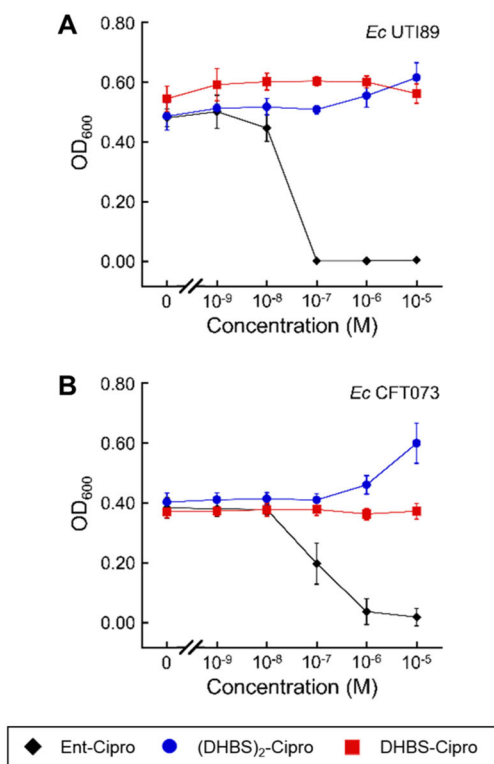 A
Ec UTI89
0.80
0.60
0.40
0.20
0.00
OD₆₀₀
0 10⁻⁹ 10⁻⁸ 10⁻⁷ 10⁻⁶ 10⁻⁵
Concentration (M)
B
Ec CFT073
0.80
0.60
0.40
0.20
0.00
OD₆₀₀
0 10⁻⁹ 10⁻⁸ 10⁻⁷ 10⁻⁶ 10⁻⁵
Concentration (M)
Ent-Cipro (DHBS)₂-Cipro DHBS-Cipro